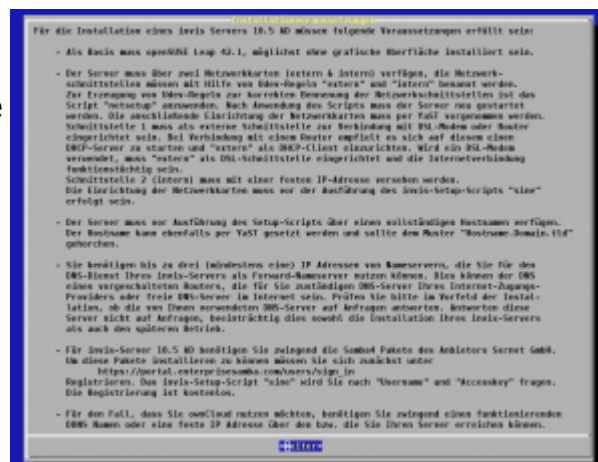 Installationsvoraussetzungen
Für die Installation eines invis Servers 10.5 AD müssen folgende Voraussetzungen erfüllt sein:
- Als Basis muss openSUSE Leap 42.1, möglichst ohne grafische Oberfläche installiert sein.
- Der Server muss über zwei Netzwerkkarten (extern & intern) verfügen, die Netzwerk-
schnittstellen müssen mit Hilfe von Udev-Regeln "extern" und "intern" benannt werden.
Zur Erzeugung von Udev-Regeln zur korrekten Benennung der Netzwerkschnittstellen ist das
Script "netsetup" anzuwenden. Nach Anwendung des Scripts muss der Server neu gestartet
werden. Die anschließende Einrichtung der Netzwerkkarten muss per YaST vorgenommen werden.
Schnittstelle 1 muss als externe Schnittstelle zur Verbindung mit DSL-Modem oder Router
eingerichtet sein. Bei Verbindung mit einem Router empfielt es sich auf diesem einen
DHCP-Server zu starten und "extern" als DHCP-Client einzurichten. Wird ein DSL-Modem
verwendet, muss "extern" als DSL-Schnittstelle eingerichtet und die Internetverbindung
funktionstüchtig sein.
Schnittstelle 2 (intern) muss mit einer festen IP-Adresse versehen werden.
Die Einrichtung der Netzwerkkarten muss vor der Ausführung des invis-Setup-Scripts "sine"
erfolgt sein.
- Der Server muss vor Ausführung des Setup-Scripts über einen vollständigen Hostnamen verfügen.
Der Hostname kann ebenfalls per YaST gesetzt werden und sollte dem Muster "Hostname.Domain.tld"
gehorchen.
- Sie benötigen bis zu drei (mindestens eine) IP Adressen von Nameservern, die Sie für den
DNS-Dienst Ihres invis-Servers als Forward-Nameserver nutzen können. Dies können der DNS
eines vorgeschalteten Routers, die für Sie zuständigen DNS-Server Ihres Internet-Zugangs-
Providers oder freie DNS-Server im Internet sein. Prüfen Sie bitte im Vorfeld der Instal-
lation, ob die von Ihnen verwendeten DNS-Server auf Anfragen antworten. Antworten diese
Server nicht auf Anfragen, beeinträchtig dies sowohl die Installation Ihres invis-Servers
als auch den späteren Betrieb.
- Für invis-Server 10.5 AD benötigen Sie zwingend die Samba4 Pakete des Anbieters Sernet GmbH.
Um diese Pakete installieren zu können müssen Sie sich zunächst unter
https://portal.enterprisesamba.com/users/sign_in
Registrieren. Das invis-Setup-Script "sine" wird Sie nach "Username" und "Accesskey" fragen.
Die Registrierung ist kostenlos.
- Für den Fall, dass Sie ownCloud nutzen möchten, benötigen Sie zwingend einen funktionierenden
DDNS Namen oder eine feste IP Adresse über den bzw. die Sie Ihren Server erreichen können.
Weitere